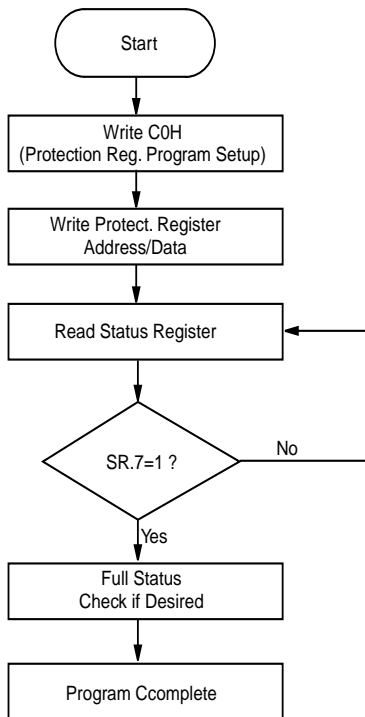 Start
Write C0H
(Protection Reg. Program Setup)
Write Protect. Register
Address/Data
Read Status Register
SR.7=1 ?
No
Yes
Full Status
Check if Desired
Program Ccomplete